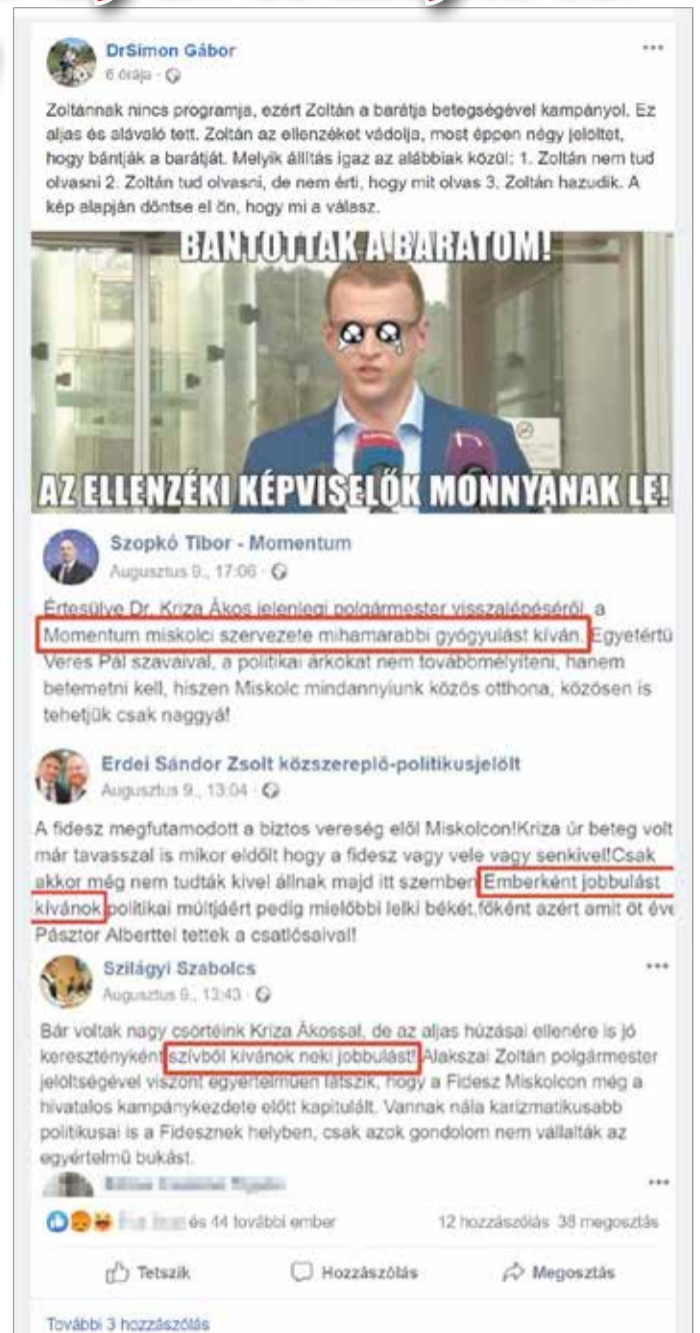 DrSimon Gábor
6 órája
Zoltánnak nincs programja, ezért Zoltán a barátja betegségével kampányol. Ez
aljas és alávaló tett. Zoltán az ellenzéket vádolja, most éppen négy jelöltet,
hogy bántják a barátját. Melyik állítás igaz az alábbiak közül: 1. Zoltán nem tud
olvasni 2. Zoltán tud olvasni, de nem érti, hogy mit olvas 3. Zoltán hazudik. A
kép alapján döntse el ön, hogy mi a válasz.
BÁNTOTTÁK A BARÁTOM!
AZ ELLENZÉKI KÉPVISELŐK MONNYANAK LE!
Szopkó Tibor - Momentum
Augusztus 9., 17:06
Értesülve Dr. Kriza Ákos jelenlegi polgármester visszalépéséről, a
Momentum miskolci szervezete mihamarabbi gyógyulást kíván. Egyetértü
Veres Pál szavaival, a politikai árkokat nem továbbmélyíteni, hanem
betemetni kell, hiszen Miskolc mindannyiunk közös otthona, közösen is
tehetjük csak naggyá!
Erdei Sándor Zsolt közszereplő-politikusjelölt
Augusztus 9., 13:04
A fidesz megfutamodott a biztos vereség elől Miskolcon!Kriza úr beteg volt
már tavasszal is mikor eldőlt hogy a fidesz vagy vele vagy senkivel!Csak
akkor még nem tudták kivel állnak majd itt szemben Emberként jobbulást
kívánok politikai múltjáért pedig mielőbbi lelki békét,főként azért amit öt éve
Pásztor Alberttel tettek a csatlósaival!
Szilágyi Szabolcs
Augusztus 9., 13:43
Bár voltak nagy csörtéink Kriza Ákossal, de az aljas húzásai ellenére is jó
keresztényként szívből kívánok neki jobbulást! Alakszai Zoltán polgármester
jelöltségével viszont egyértelműen látszik, hogy a Fidesz Miskolcon még a
hivatalos kampánykezdete előtt kapitulált. Vannak nála karizmatikusabb
politikusai is a Fidesznek helyben, csak azok gondolom nem vállalták az
egyértelmű bukást.
és 44 további ember 12 hozzászólás 38 megosztás
Tetszik Hozzászólás Megosztás
További 3 hozzászólás